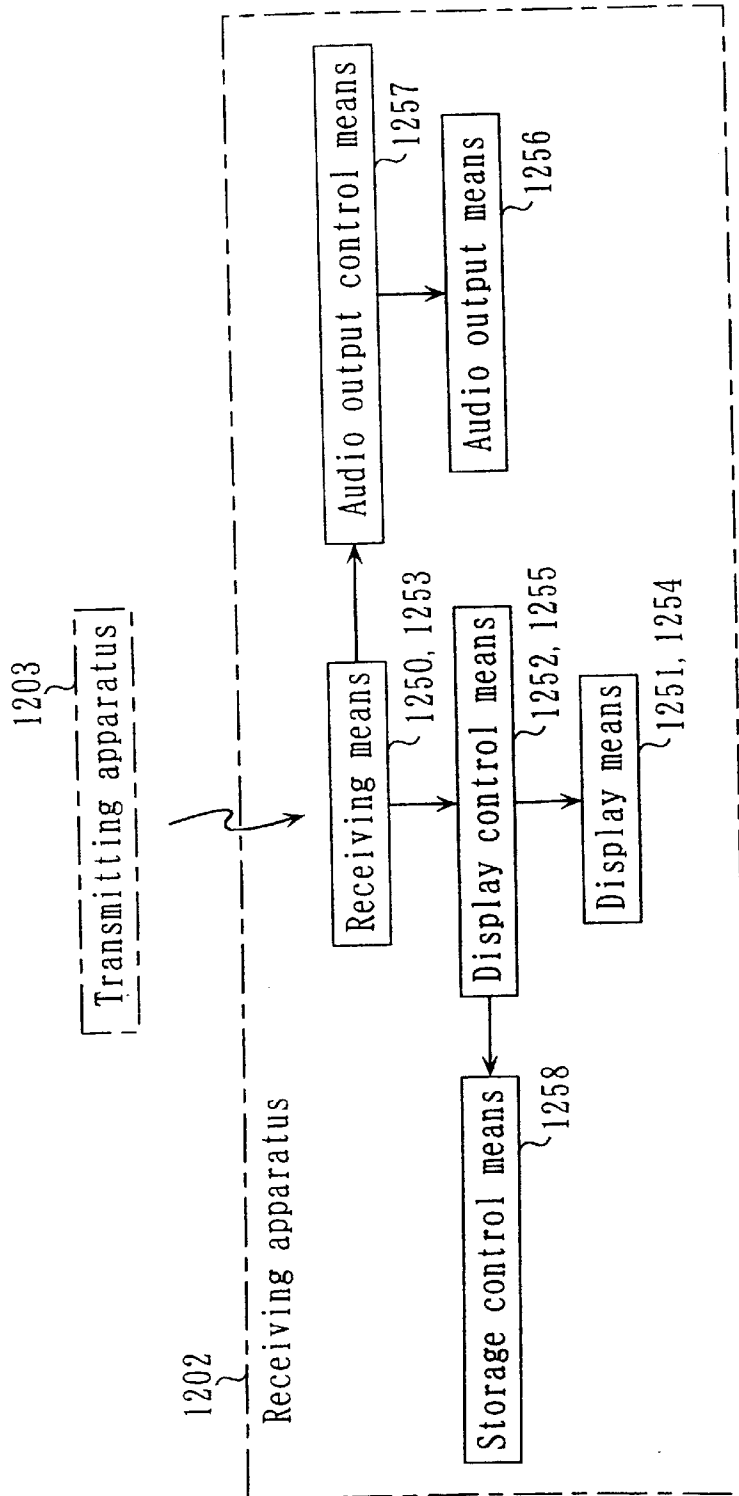 1203
Transmitting apparatus
1202
Receiving apparatus
Receiving means
1250, 1253
Audio output control means
1257
Audio output means
1256
Display control means
1252, 1255
Storage control means
1258
Display means
1251, 1254